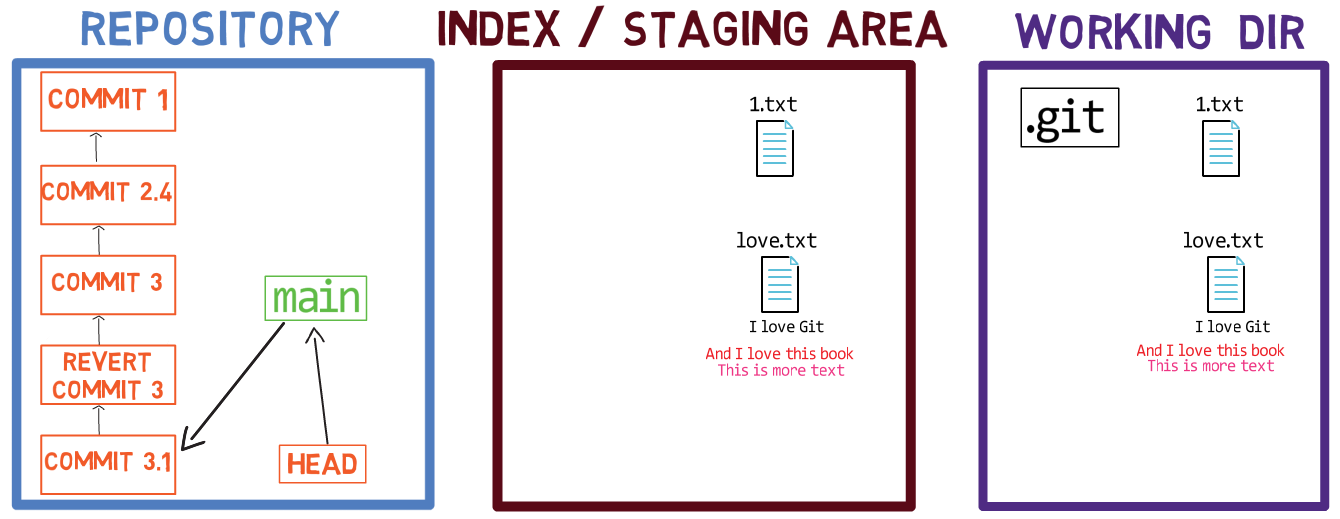 REPOSITORY
COMMIT 1
COMMIT 2.4
COMMIT 3
REVERT
COMMIT 3
COMMIT 3.1
main
HEAD
INDEX / STAGING AREA
1.txt
love.txt
I love Git
And I love this book
This is more text
WORKING DIR
.git
1.txt
love.txt
I love Git
And I love this book
This is more text